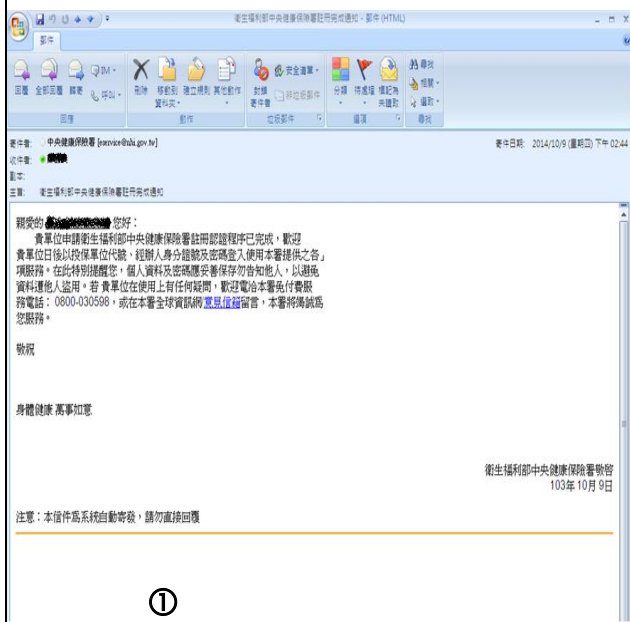 衛生福利部中央健康保險署註冊完成通知 - 郵件 (HTML)
郵件
回覆 全部回覆 轉寄 IM 呼叫
刪除 移動到資料夾 建立規則 其他動作
封鎖寄件者 安全清單 非垃圾郵件
分類 待處理 標記為未讀取
尋找 相關 選取
回應 動作 垃圾郵件 選項 尋找
寄件者: 中央健康保險署 [eservice@nhi.gov.tw]
寄件日期: 2014/10/9 (星期四) 下午 02:44
收件者:
副本:
主旨: 衛生福利部中央健康保險署註冊完成通知
親愛的 您好:
貴單位申請衛生福利部中央健康保險署註冊認證程序已完成,歡迎
貴單位日後以投保單位代號、經辦人身分證號及密碼登入使用本署提供之各」
項服務。在此特別提醒您,個人資料及密碼應妥善保存勿告知他人,以避免
資料遭他人盜用。若 貴單位在使用上有任何疑問,歡迎電洽本署免付費服
務電話: 0800-030598,或在本署全球資訊網意見信箱留言,本署將竭誠為
您服務。
敬祝
身體健康 萬事如意
衛生福利部中央健康保險署敬啓
103年 10月 9日
注意:本信件為系統自動寄發,請勿直接回覆
①